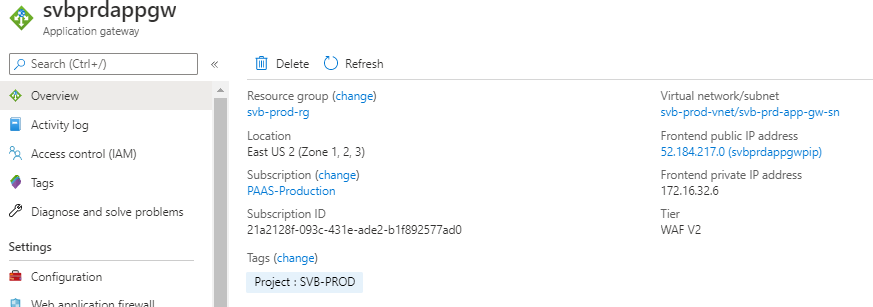 svbprdappgw
Application gateway
Search (Ctrl+/)
«
Overview
Activity log
Access control (IAM)
Tags
Diagnose and solve problems
Settings
Configuration
Web application firewall
Delete
Refresh
Resource group (change)
svb-prod-rg
Location
East US 2 (Zone 1, 2, 3)
Subscription (change)
PAAS-Production
Subscription ID
21a2128f-093c-431e-ade2-b1f892577ad0
Tags (change)
Project : SVB-PROD
Virtual network/subnet
svb-prod-vnet/svb-prd-app-gw-sn
Frontend public IP address
52.184.217.0 (svbprdappgwpip)
Frontend private IP address
172.16.32.6
Tier
WAF V2